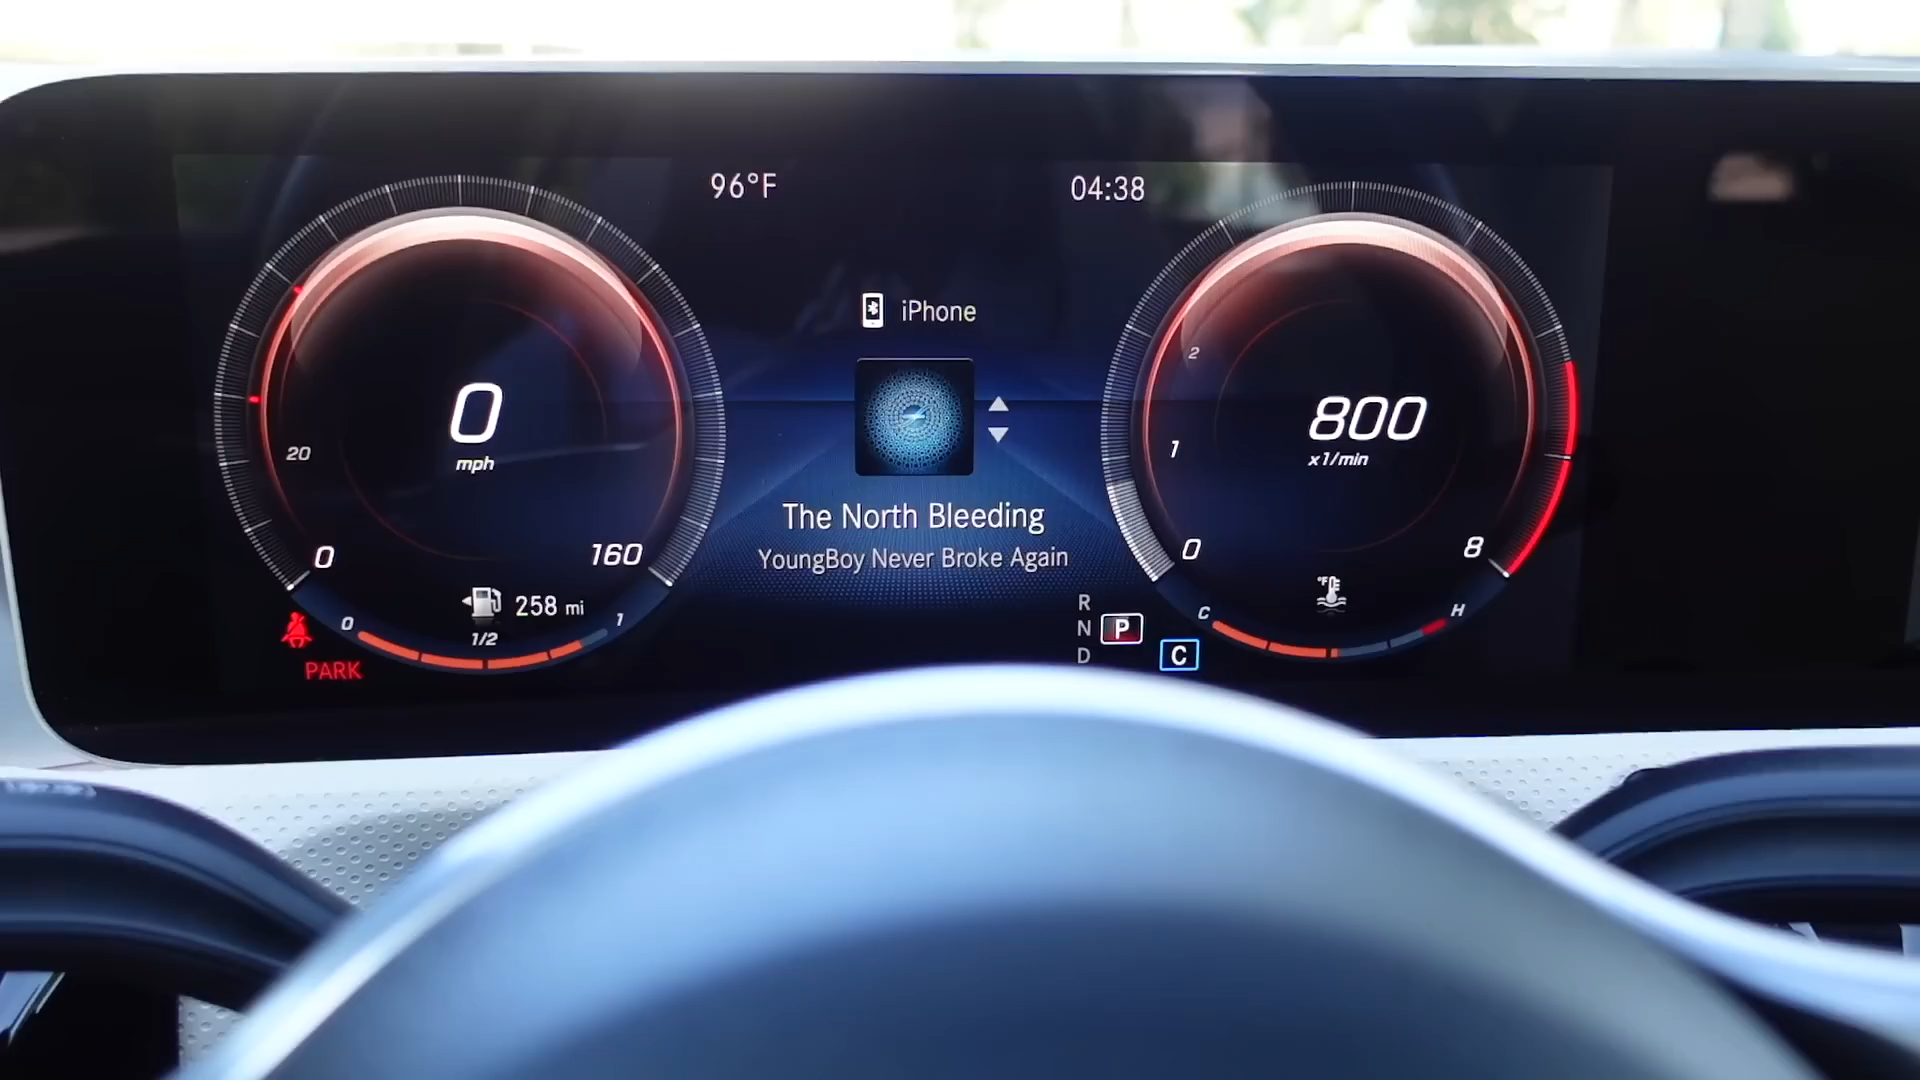 96°F
04:38
iPhone
2
20
0
mph
1
800
x1/min
The North Bleeding
YoungBoy Never Broke Again
0
160
0
8
258 mi
0
1/2
1
R
N
D
P
C
°F
C
H
PARK